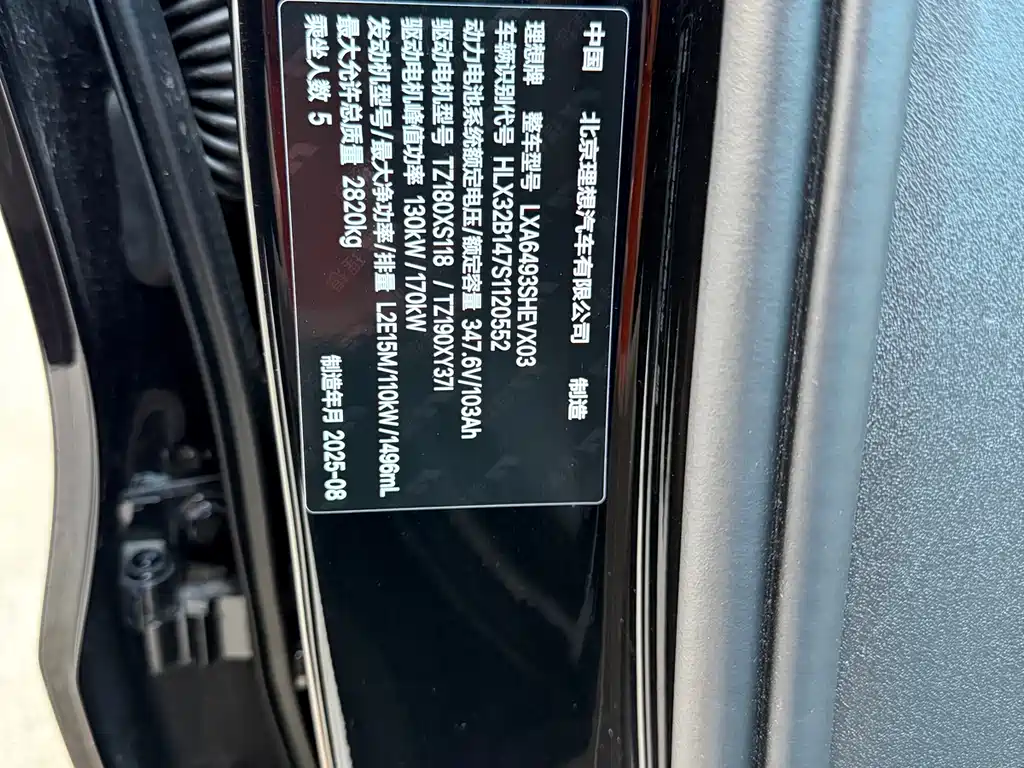 中国 北京理想汽车有限公司 制造
理想牌 整车型号 LXA6493SHEVX03
车辆识别代号 HLX32B147S1120552
动力电池系统额定电压/额定容量 347.6V/103Ah
驱动电机型号 TZ180XS118 / TZ190XY371
驱动电机峰值功率 130kW/170kW
发动机型号/最大净功率/排量 L2E15M/110kW/1496mL
最大允许总质量 2820kg
乘坐人数 5 制造年月 2025-08